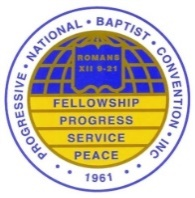 PROGRESSIVE • NATIONAL • BAPTIST • CONVENTION • INC •
ROMANS
XII 9-21
FELLOWSHIP
PROGRESS
SERVICE
PEACE
1961